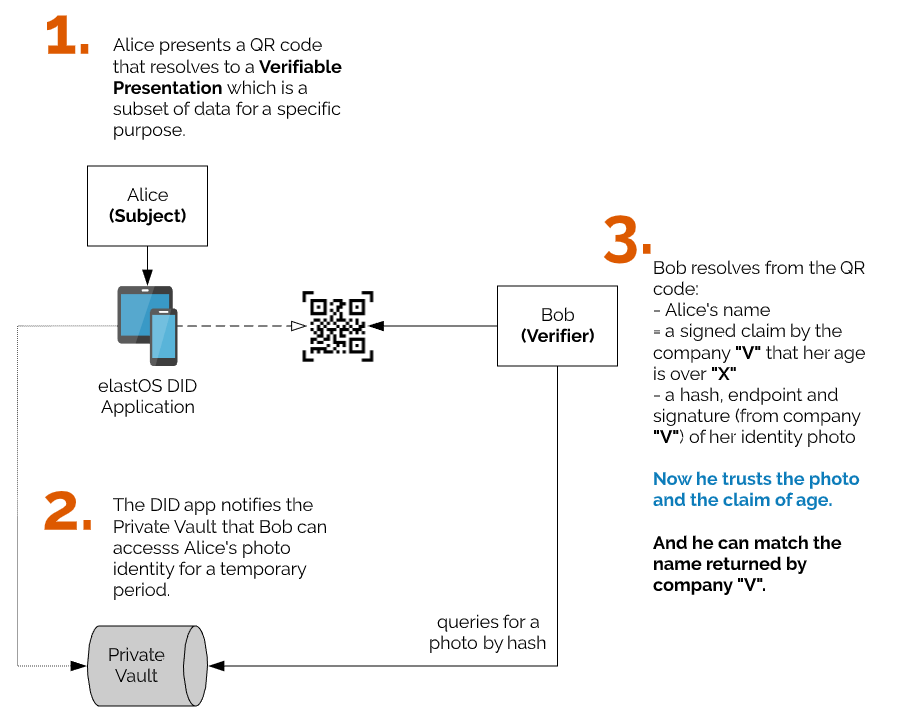 1.
Alice presents a QR code
that resolves to a Verifiable
Presentation which is a
subset of data for a specific
purpose.
Alice
(Subject)
elastOS DID
Application
Bob
(Verifier)
3.
Bob resolves from the QR
code:
- Alice's name
= a signed claim by the
company "V" that her age
is over "X"
- a hash, endpoint and
signature (from company
"V") of her identity photo
Now he trusts the photo
and the claim of age.
And he can match the
name returned by
company "V".
2.
The DID app notifies the
Private Vault that Bob can
accesss Alice's photo
identity for a temporary
period.
queries for a
photo by hash
Private
Vault